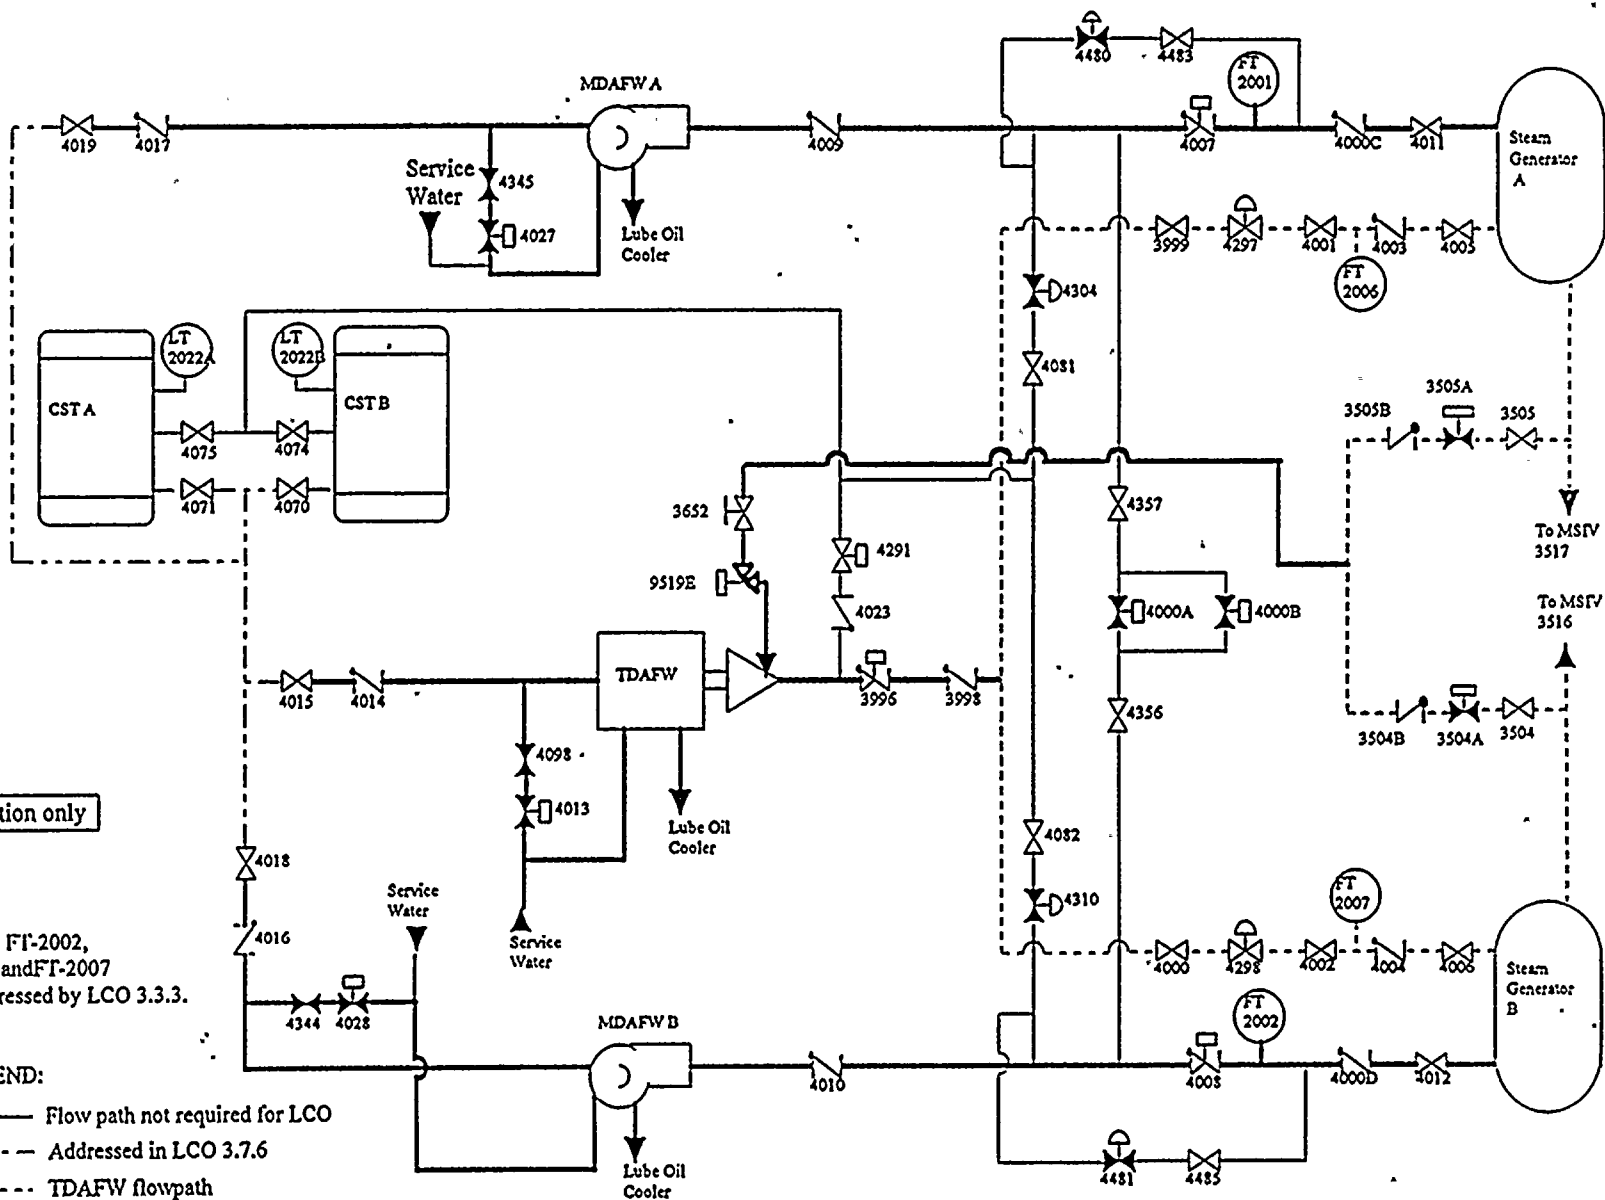 4480
4483
FT
2001
MDAFW A
4019
4017
4009
4007
4000C
4011
Steam
Generator
A
Service
Water
4345
4027
Lube Oil
Cooler
3999
4297
4001
4003
4005
FT
2006
4304
LT
2022A
LT
2022B
CST A
CST B
4081
4075
4074
4071
4070
3505A
3505B
3505
3652
4357
4291
To MSIV
3517
9519E
4023
4000A
4000B
To MSIV
3516
TDAFW
4015
4014
3996
3998
4356
3504B
3504A
3504
4098
4013
tion only
Lube Oil
Cooler
4082
4018
Service
Water
4310
FT
2007
4016
Service
Water
FT-2002,
andFT-2007
ressed by LCO 3.3.3.
4000
4298
4002
4004
4006
Steam
Generator
B
4344
4028
FT
2002
MDAFW B
4010
4008
4000D
4012
END:
Flow path not required for LCO
Addressed in LCO 3.7.6
TDAFW flowpath
Lube Oil
Cooler
4481
4485